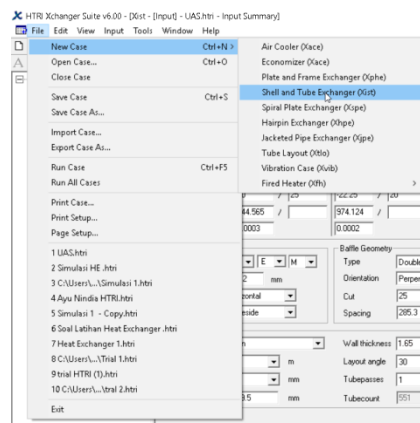 HTRI Xchanger Suite v6.00 - [Xist - [Input] - UAS.htri - Input Summary]
File Edit View Input Tools Window Help
New Case Ctrl+N >
Open Case... Ctrl+O
Close Case
Save Case Ctrl+S
Save Case As...
Import Case...
Export Case As...
Run Case Ctrl+F5
Run All Cases
Print Case...
Print Setup...
Page Setup...
1 UAS.htri
2 Simulasi HE .htri
3 C:\Users\...\Simulasi 1.htri
4 Ayu Nindia HTRI.htri
5 Simulasi 1 - Copy.htri
6 Soal Latihan Heat Exchanger .htri
7 Heat Exchanger 1.htri
8 C:\Users\...\Trial 1.htri
9 trial HTRI (1).htri
10 C:\Users\...\tral 2.htri
Exit
Air Cooler (Xace)
Economizer (Xace)
Plate and Frame Exchanger (Xphe)
Shell and Tube Exchanger (Xist)
Spiral Plate Exchanger (Xspe)
Hairpin Exchanger (Xhpe)
Jacketed Pipe Exchanger (Xjpe)
Tube Layout (Xtlo)
Vibration Case (Xvib)
Fired Heater (Xfh) >
/ 25 -22.25 / 20
44.565 / 974.124 /
.0003 0.0002
E M
mm
Baffle Geometry
Type Double
Orientation Perpe
Cut 25
Spacing 285.3
Wall thickness 1.65
m Layout angle 30
mm Tubepasses 1
mm Tubecount 551